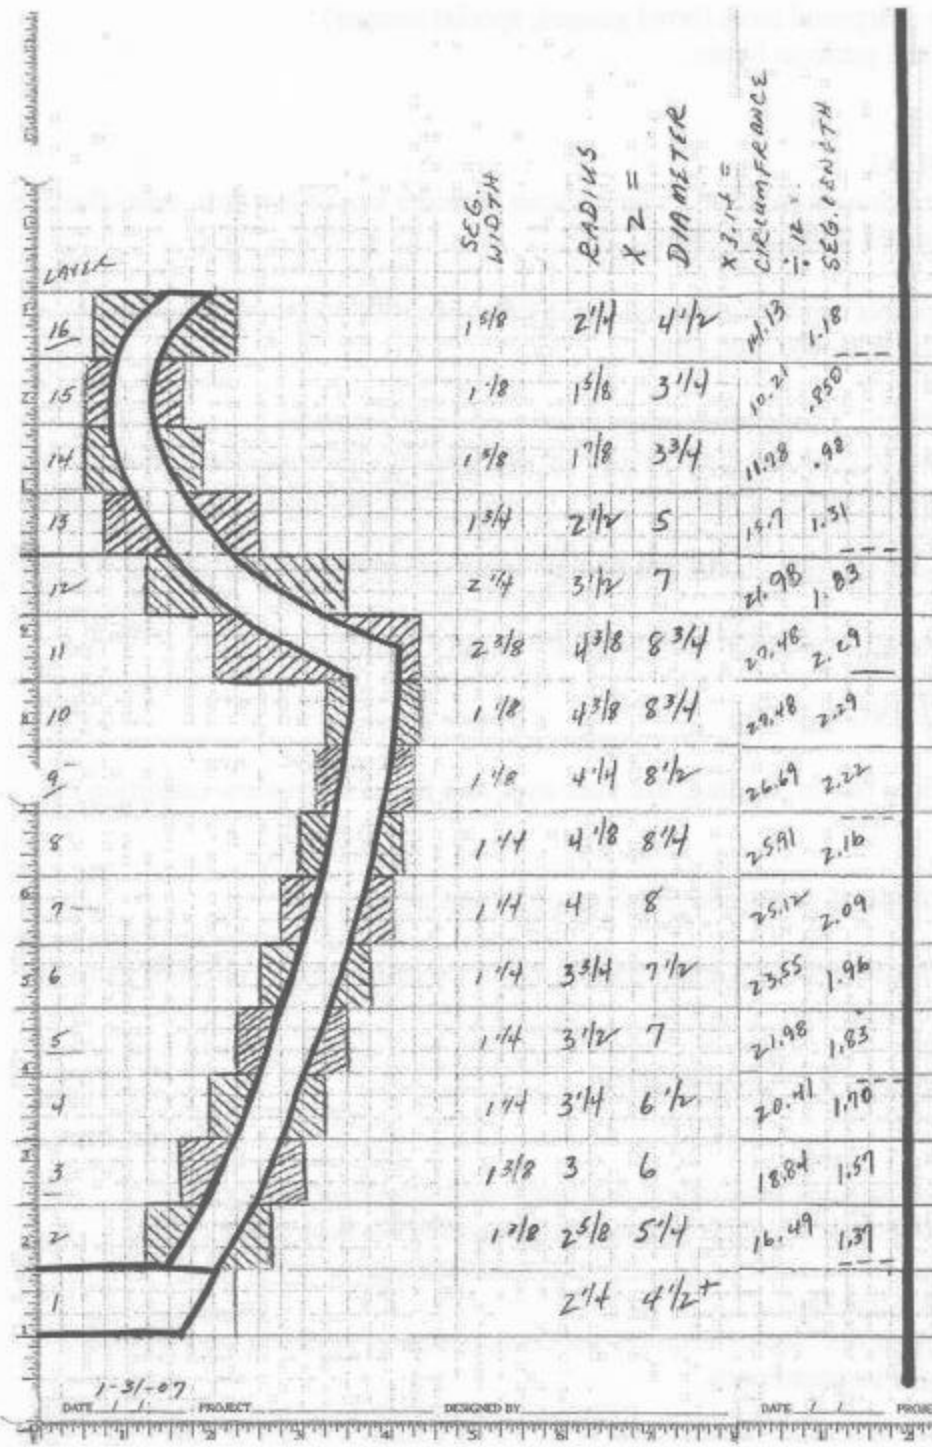 LAYER
SEG. WIDTH
RADIUS
X 2 =
DIAMETER
X 3.14 =
CIRCUMFRANCE
÷ 12
SEG. LENGTH
16 1 5/8 2 1/4 4 1/2 14.13 1.18
15 1 1/8 1 5/8 3 1/4 10.21 .850
14 1 5/8 1 7/8 3 3/4 11.78 .98
13 1 3/4 2 1/2 5 15.7 1.31
12 2 1/4 3 1/2 7 21.98 1.83
11 2 3/8 4 3/8 8 3/4 27.48 2.29
10 1 1/8 4 3/8 8 3/4 27.48 2.29
9 1 1/8 4 1/4 8 1/2 26.69 2.22
8 1 1/4 4 1/8 8 1/4 25.91 2.16
7 1 1/4 4 8 25.12 2.09
6 1 1/4 3 3/4 7 1/2 23.55 1.96
5 1 1/4 3 1/2 7 21.98 1.83
4 1 1/4 3 1/4 6 1/2 20.41 1.70
3 1 3/8 3 6 18.84 1.57
2 1 3/8 2 5/8 5 1/4 16.49 1.37
1 2 1/4 4 1/2 +
1-31-07
DATE / / PROJECT DESIGNED BY DATE / / PROJE